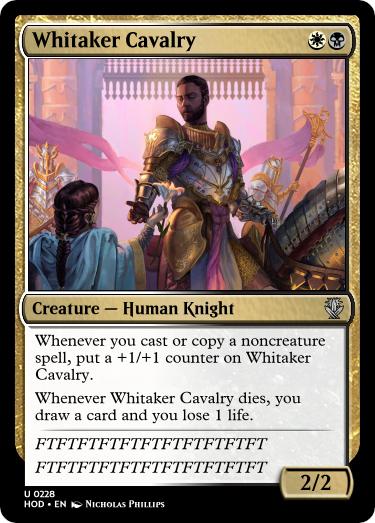 Whitaker Cavalry
Creature — Human Knight
Whenever you cast or copy a noncreature
spell, put a +1/+1 counter on Whitaker
Cavalry.
Whenever Whitaker Cavalry dies, you
draw a card and you lose 1 life.
FTFTFTFTFTFTFTFTFTFTFT
FTFTFTFTFTFTFTFTFTFTFT
2/2
U 0228
HOD • EN Nicholas Phillips